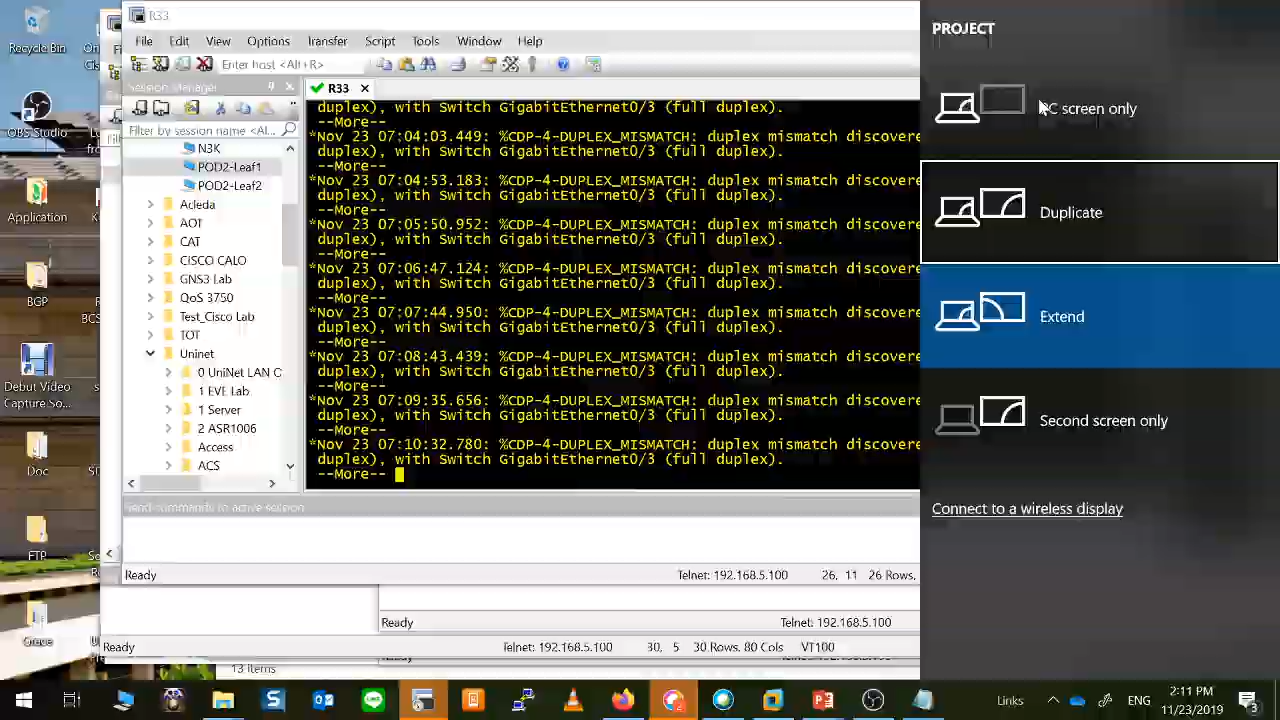 Recycle Bin
OBS Studio
Application
BGP
Debut Video
Capture.So...
Doc
FTP
R33
File Edit View Options Transfer Script Tools Window Help
Enter host <Alt+R>
Session Manager
R33
Filter by session name <Al...
N3K
POD2-Leaf1
POD2-Leaf2
Acleda
AOT
CAT
CISCO CALO
GNS3 Lab
QoS 3750
Test_Cisco Lab
TOT
Uninet
0 UniNet LAN O
1 EVE Lab
1 Server
2 ASR1006
Access
ACS
duplex), with Switch GigabitEthernet0/3 (full duplex).
--More--
*Nov 23 07:04:03.449: %CDP-4-DUPLEX_MISMATCH: duplex mismatch discovere
duplex), with Switch GigabitEthernet0/3 (full duplex).
--More--
*Nov 23 07:04:53.183: %CDP-4-DUPLEX_MISMATCH: duplex mismatch discovere
duplex), with Switch GigabitEthernet0/3 (full duplex).
--More--
*Nov 23 07:05:50.952: %CDP-4-DUPLEX_MISMATCH: duplex mismatch discovere
duplex), with Switch GigabitEthernet0/3 (full duplex).
--More--
*Nov 23 07:06:47.124: %CDP-4-DUPLEX_MISMATCH: duplex mismatch discovere
duplex), with Switch GigabitEthernet0/3 (full duplex).
--More--
*Nov 23 07:07:44.950: %CDP-4-DUPLEX_MISMATCH: duplex mismatch discovere
duplex), with Switch GigabitEthernet0/3 (full duplex).
--More--
*Nov 23 07:08:43.439: %CDP-4-DUPLEX_MISMATCH: duplex mismatch discovere
duplex), with Switch GigabitEthernet0/3 (full duplex).
--More--
*Nov 23 07:09:35.656: %CDP-4-DUPLEX_MISMATCH: duplex mismatch discovere
duplex), with Switch GigabitEthernet0/3 (full duplex).
--More--
*Nov 23 07:10:32.780: %CDP-4-DUPLEX_MISMATCH: duplex mismatch discovere
duplex), with Switch GigabitEthernet0/3 (full duplex).
--More--
Send commands to active session
Ready Telnet: 192.168.5.100 26, 11 26 Rows,
Ready Telnet: 192.168.5.100
Ready Telnet: 192.168.5.100 30, 5 30 Rows, 80 Cols VT100
13 items
PROJECT
PC screen only
Duplicate
Extend
Second screen only
Connect to a wireless display
Links ENG 2:11 PM
11/23/2019 3